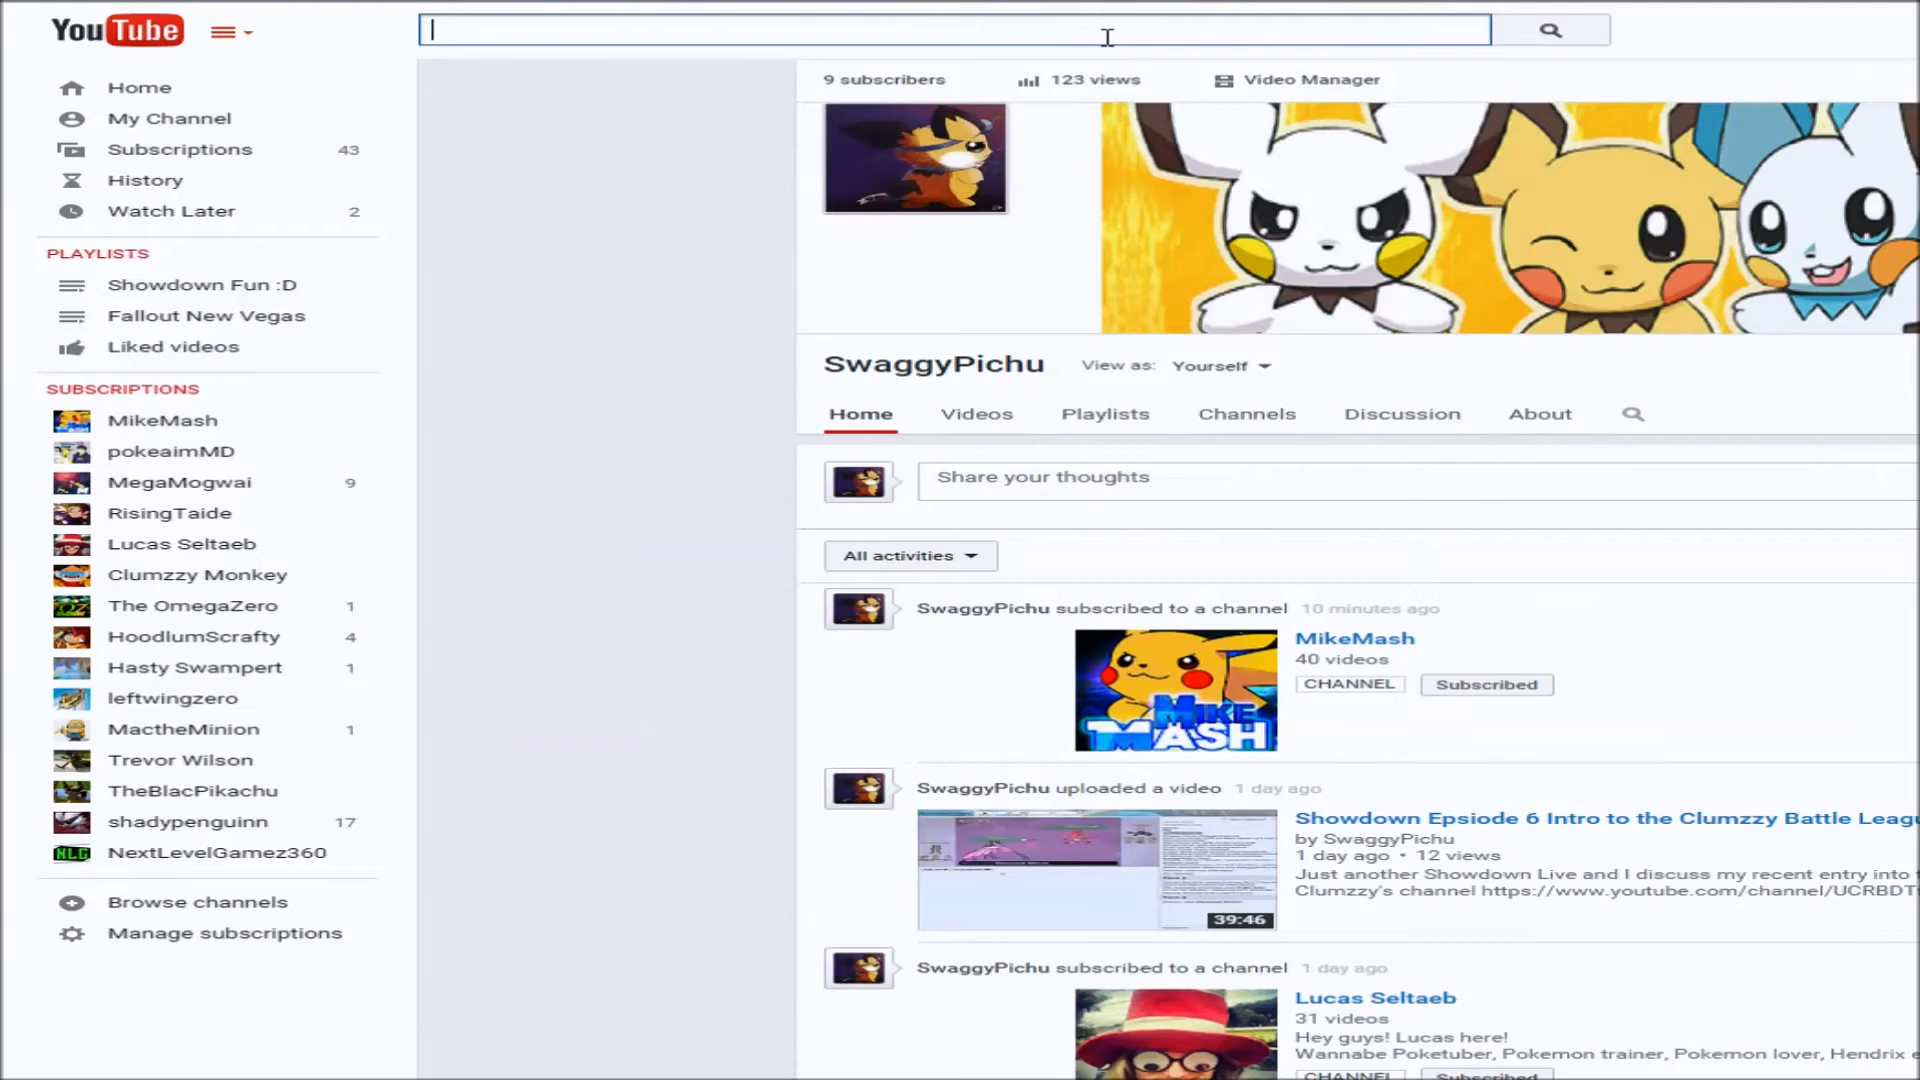 YouTube
9 subscribers 123 views Video Manager
Home
My Channel
Subscriptions 43
History
Watch Later 2
PLAYLISTS
Showdown Fun :D
Fallout New Vegas
Liked videos
SUBSCRIPTIONS
MikeMash
pokeaimMD
MegaMogwai 9
RisingTaide
Lucas Seltaeb
Clumzzy Monkey
The OmegaZero 1
HoodlumScrafty 4
Hasty Swampert 1
leftwingzero
MactheMinion 1
Trevor Wilson
TheBlacPikachu
shadypenguinn 17
NLG NextLevelGamez360
Browse channels
Manage subscriptions
SwaggyPichu View as: Yourself
Home Videos Playlists Channels Discussion About
Share your thoughts
All activities
SwaggyPichu subscribed to a channel 10 minutes ago
MIKE MASH
MikeMash
40 videos
CHANNEL Subscribed
SwaggyPichu uploaded a video 1 day ago
39:46
Showdown Epsiode 6 Intro to the Clumzzy Battle Leagu
by SwaggyPichu
1 day ago • 12 views
Just another Showdown Live and I discuss my recent entry into
Clumzzy's channel https://www.youtube.com/channel/UCRBDT
SwaggyPichu subscribed to a channel 1 day ago
Lucas Seltaeb
31 videos
Hey guys! Lucas here!
Wannabe Poketuber, Pokemon trainer, Pokemon lover, Hendrix
CHANNEL Subscribed